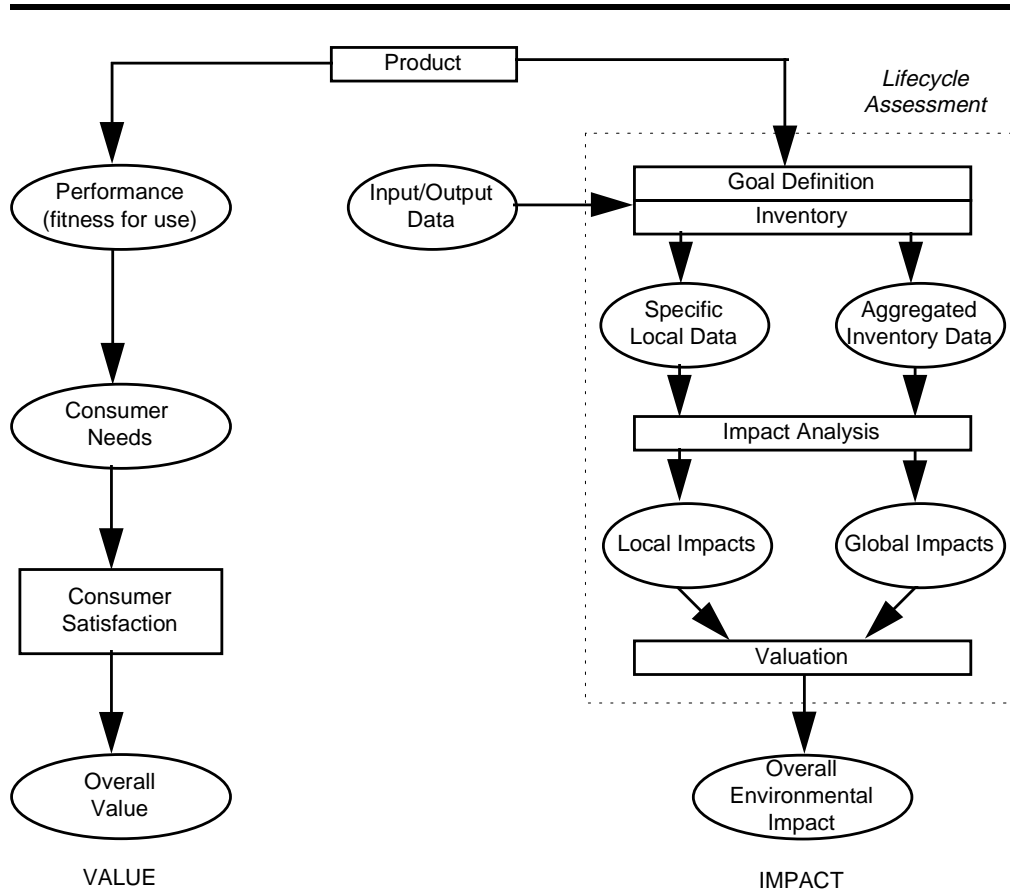 Product
Lifecycle
Assessment
Performance
(fitness for use)
Input/Output
Data
Goal Definition
Inventory
Specific
Local Data
Aggregated
Inventory Data
Consumer
Needs
Impact Analysis
Local Impacts
Global Impacts
Consumer
Satisfaction
Valuation
Overall
Value
Overall
Environmental
Impact
VALUE
IMPACT